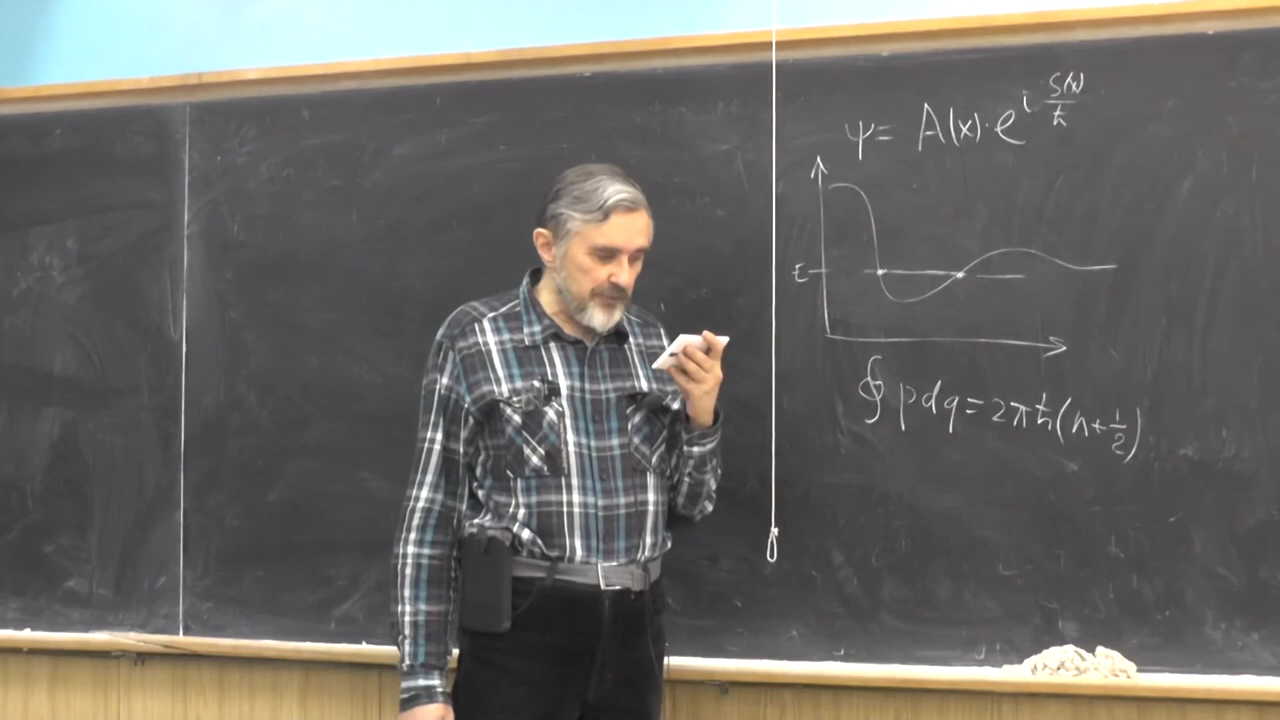 ψ = A(x)·e^{i S(x)/ħ}
E
∮ p dq = 2πħ(n + 1/2)